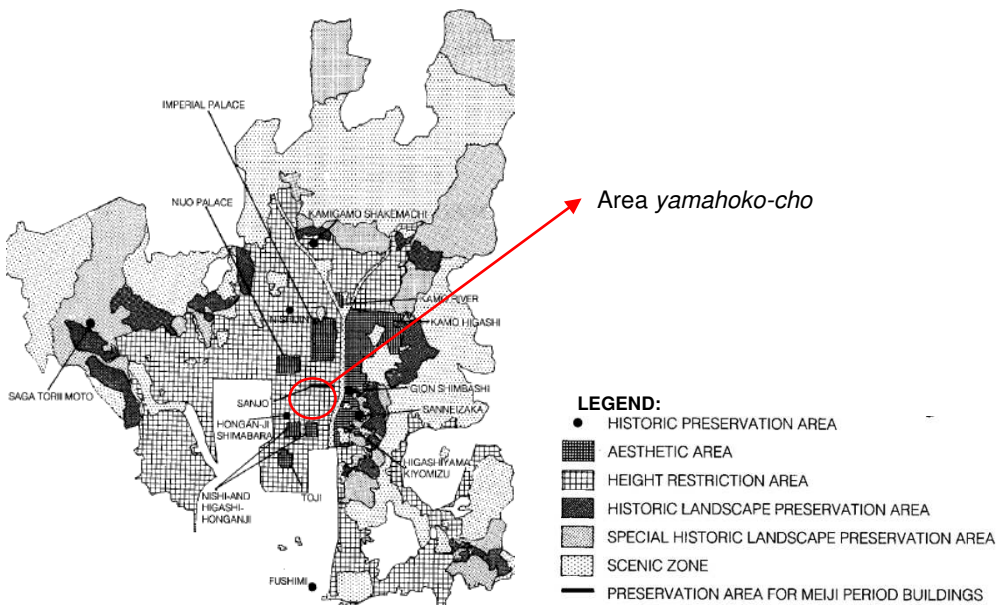 IMPERIAL PALACE
NIJO PALACE
KAMIGAMO SHAKEMACHI
Area yamahoko-cho
KAMO RIVER
KAMO HIGASHI
SAGA TORII MOTO
SANJO
GION SHIMBASHI
HONGAN-JI
SHIMABARA
SANNEIZAKA
HIGASHIYAMA
KIYOMIZU
NISHI-AND
HIGASHI-
HONGANJI
TOJI
FUSHIMI
LEGEND:
HISTORIC PRESERVATION AREA
AESTHETIC AREA
HEIGHT RESTRICTION AREA
HISTORIC LANDSCAPE PRESERVATION AREA
SPECIAL HISTORIC LANDSCAPE PRESERVATION AREA
SCENIC ZONE
PRESERVATION AREA FOR MEIJI PERIOD BUILDINGS